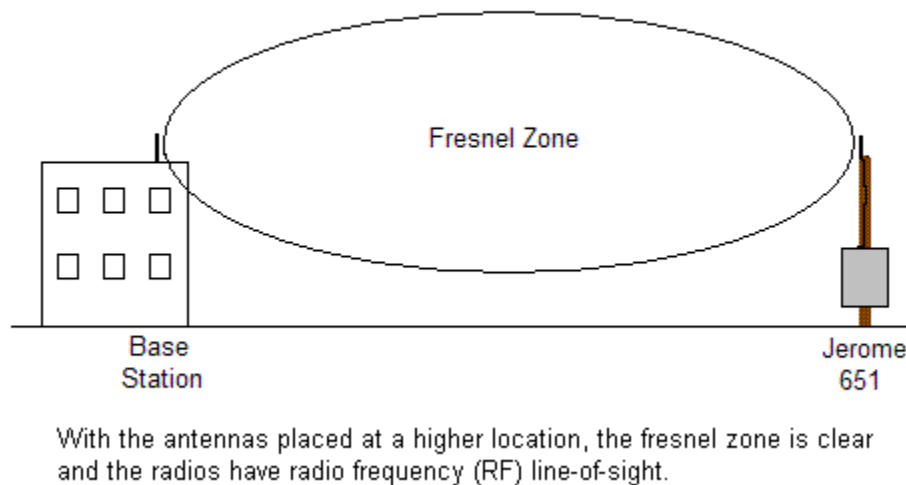 Fresnel Zone
Base
Station
Jerome
651
With the antennas placed at a higher location, the fresnel zone is clear
and the radios have radio frequency (RF) line-of-sight.